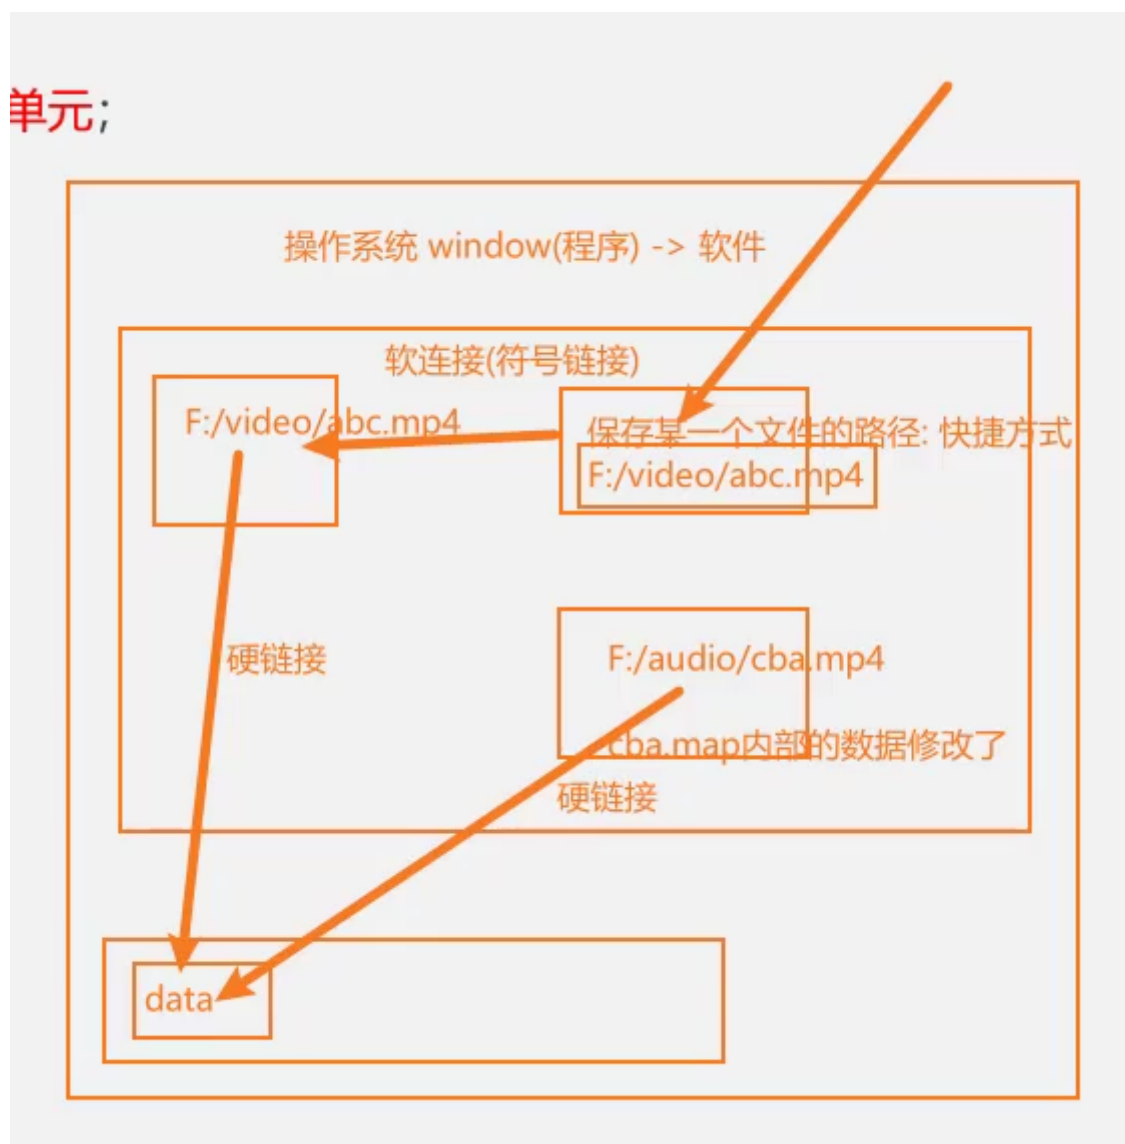 单元;
操作系统 window(程序) -> 软件
软连接(符号链接)
F:/video/abc.mp4
保存某一个文件的路径: 快捷方式
F:/video/abc.mp4
硬链接
F:/audio/cba.mp4
cba.map内部的数据修改了
硬链接
data